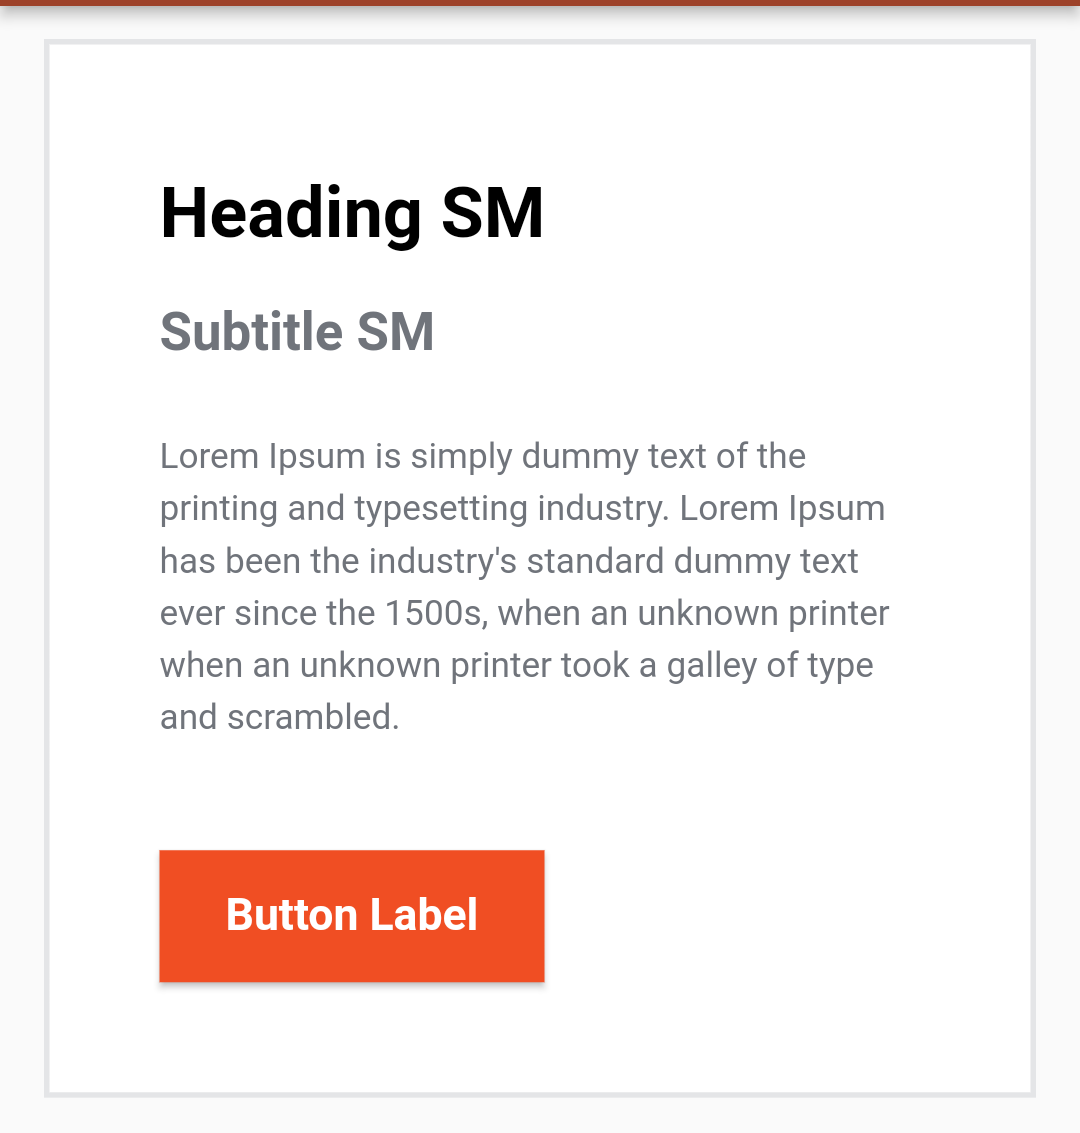 Heading SM
Subtitle SM
Lorem Ipsum is simply dummy text of the
printing and typesetting industry. Lorem Ipsum
has been the industry's standard dummy text
ever since the 1500s, when an unknown printer
when an unknown printer took a galley of type
and scrambled.
Button Label